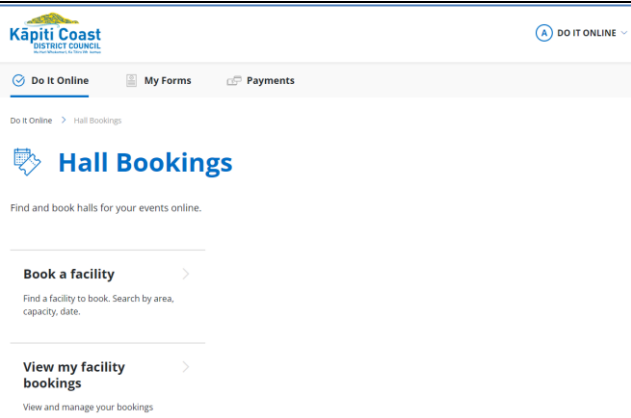 Kāpiti Coast
DISTRICT COUNCIL
A DO IT ONLINE
Do It Online My Forms Payments
Do It Online > Hall Bookings
Hall Bookings
Find and book halls for your events online.
Book a facility
Find a facility to book. Search by area,
capacity, date.
View my facility
bookings
View and manage your bookings